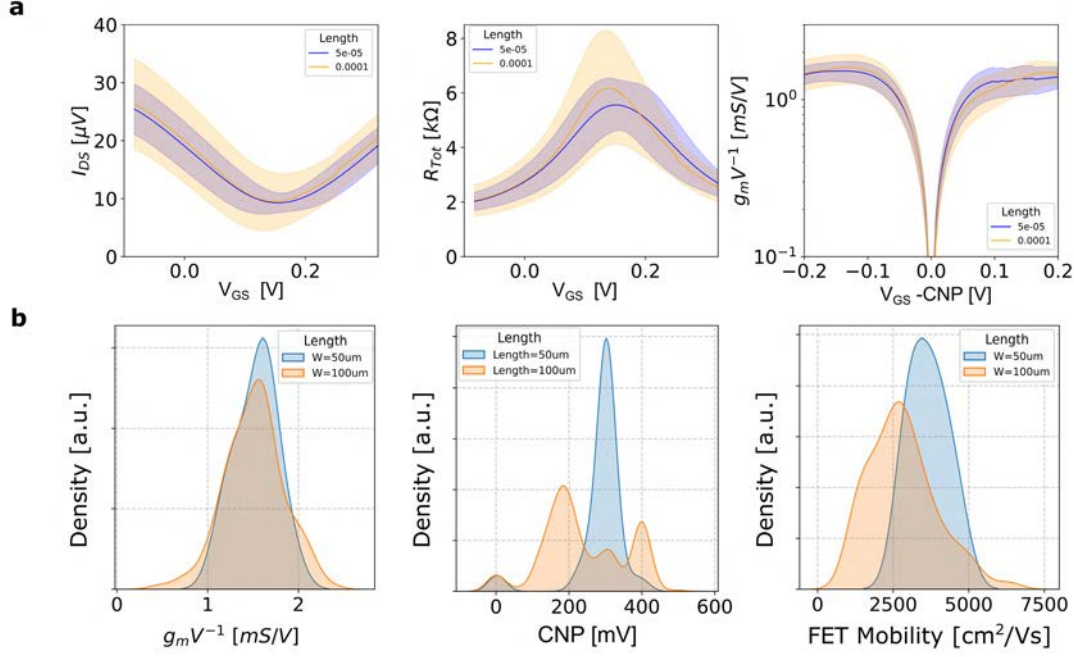 a
40
30
20
10
0
I_DS [μV]
0.0
0.2
V_GS [V]
Length
5e-05
0.0001
8
6
4
2
0
R_Tot [kΩ]
0.0
0.2
V_GS [V]
Length
5e-05
0.0001
10^0
10^-1
g_mV^-1 [mS/V]
−0.2
−0.1
0.0
0.1
0.2
V_GS -CNP [V]
Length
5e-05
0.0001
b
Density [a.u.]
0
1
2
g_mV^-1 [mS/V]
Length
W=50um
W=100um
Density [a.u.]
0
200
400
600
CNP [mV]
Length
Length=50um
Length=100um
Density [a.u.]
0
2500
5000
7500
FET Mobility [cm^2/Vs]
Length
W=50um
W=100um